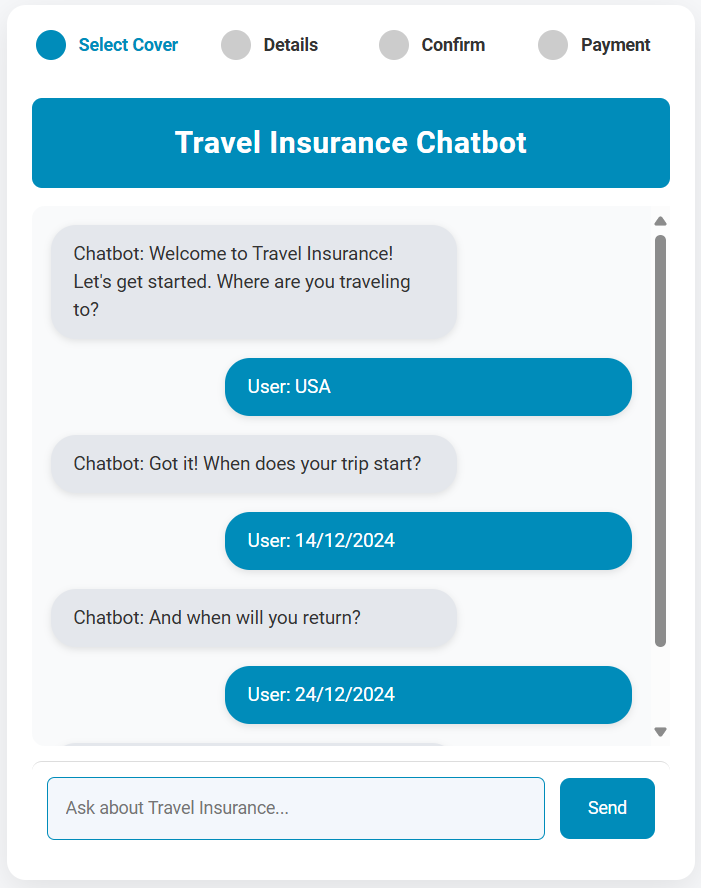 Select Cover Details Confirm Payment
Travel Insurance Chatbot
Chatbot: Welcome to Travel Insurance!
Let's get started. Where are you traveling
to?
User: USA
Chatbot: Got it! When does your trip start?
User: 14/12/2024
Chatbot: And when will you return?
User: 24/12/2024
Ask about Travel Insurance...
Send